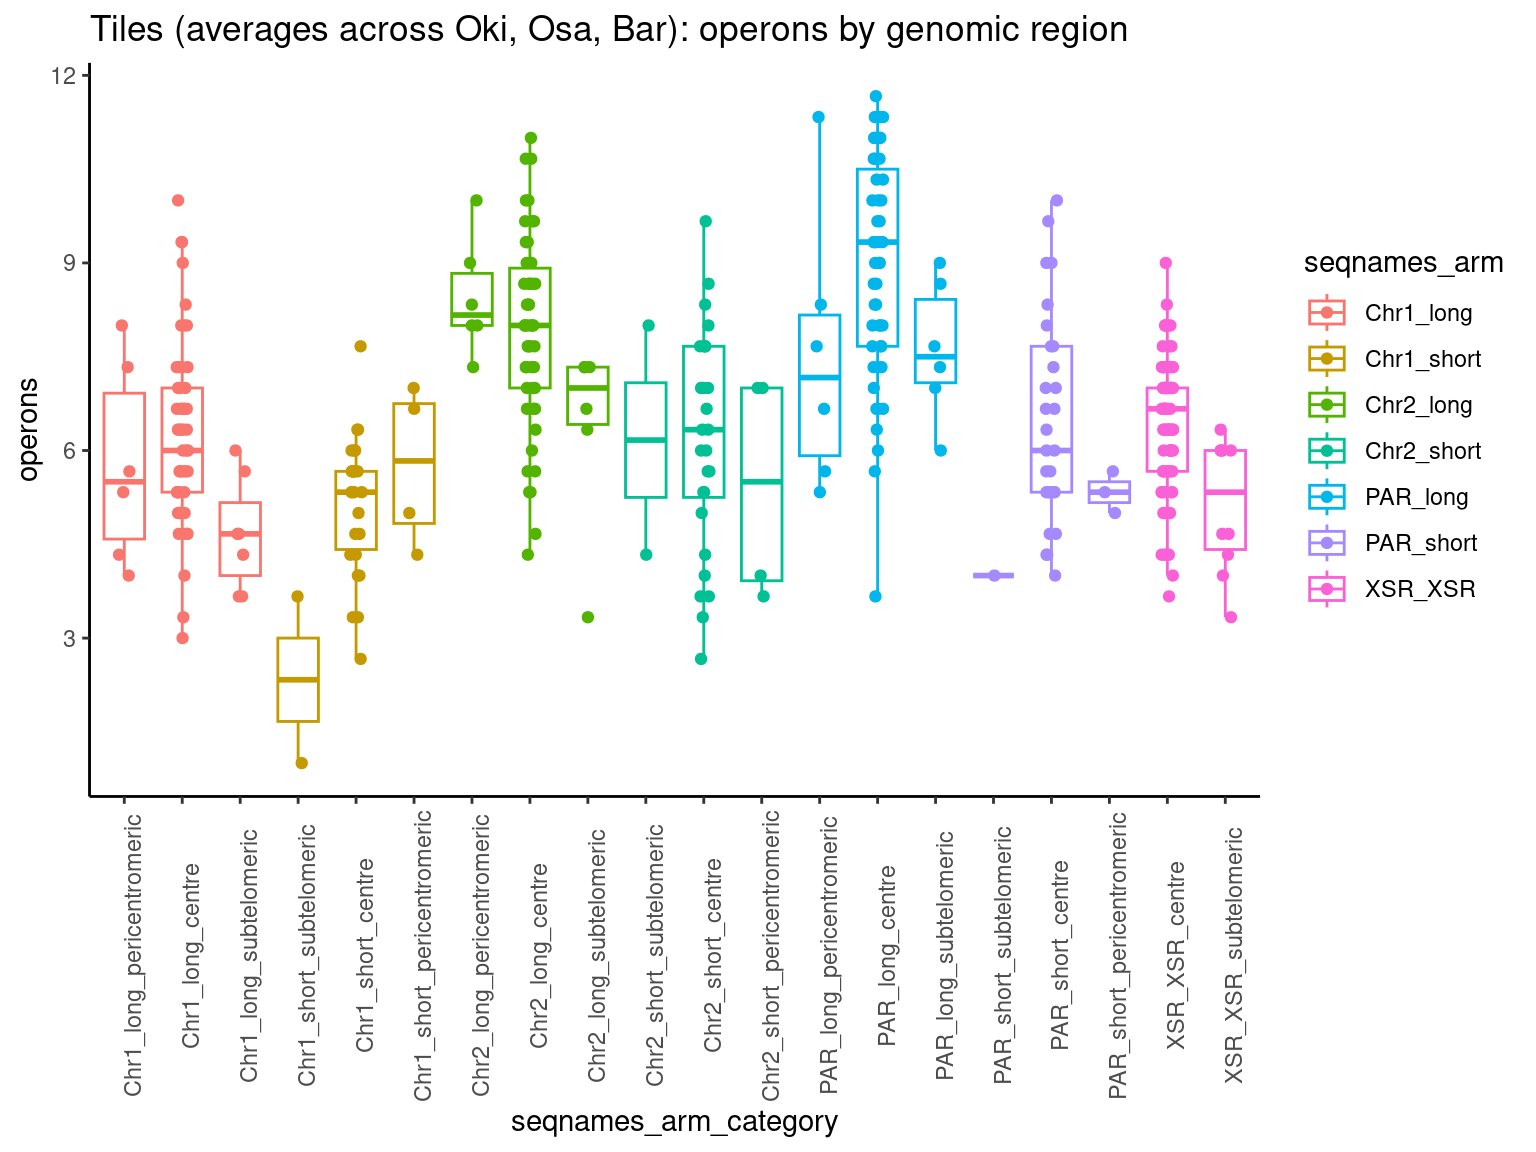 Tiles (averages across Oki, Osa, Bar): operons by genomic region
operons
12
9
6
3
Chr1_long_pericentromeric
Chr1_long_centre
Chr1_long_subtelomeric
Chr1_short_subtelomeric
Chr1_short_centre
Chr1_short_pericentromeric
Chr2_long_pericentromeric
Chr2_long_centre
Chr2_long_subtelomeric
Chr2_short_subtelomeric
Chr2_short_centre
Chr2_short_pericentromeric
PAR_long_pericentromeric
PAR_long_centre
PAR_long_subtelomeric
PAR_short_subtelomeric
PAR_short_centre
PAR_short_pericentromeric
XSR_XSR_centre
XSR_XSR_subtelomeric
seqnames_arm_category
seqnames_arm
Chr1_long
Chr1_short
Chr2_long
Chr2_short
PAR_long
PAR_short
XSR_XSR